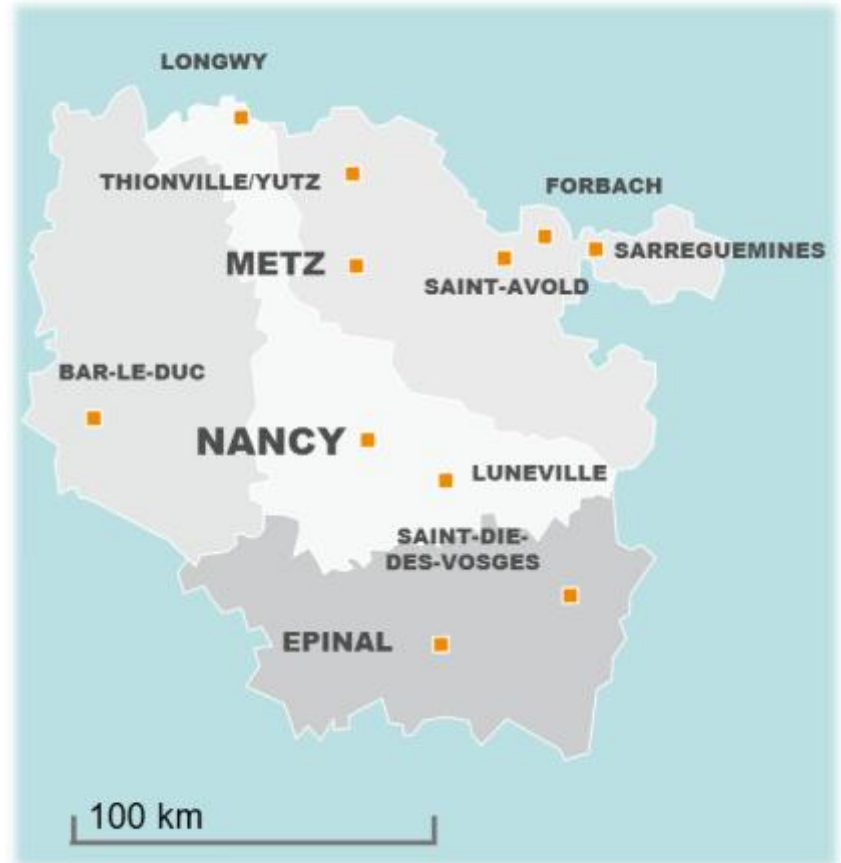 LONGWY
THIONVILLE/YUTZ
FORBACH
METZ
SARREGUEMINES
SAINT-AVOLD
BAR-LE-DUC
NANCY
LUNEVILLE
SAINT-DIE-
DES-VOSGES
EPINAL
100 km